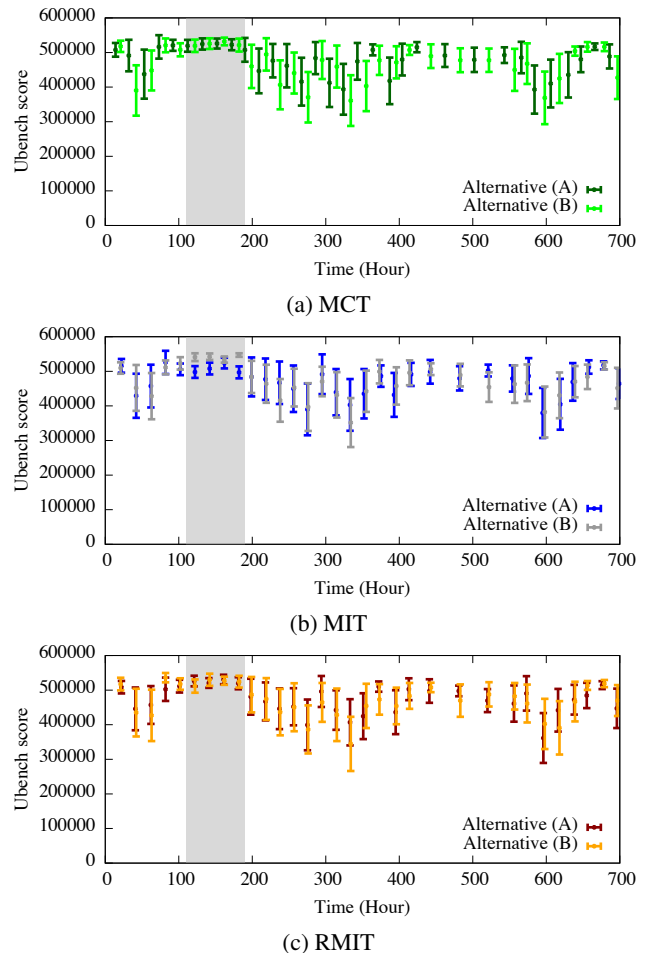 600000
500000
400000
300000
200000
100000
0
Ubench score
Alternative (A)
Alternative (B)
0 100 200 300 400 500 600 700
Time (Hour)
(a) MCT
600000
500000
400000
300000
200000
100000
0
Ubench score
Alternative (A)
Alternative (B)
0 100 200 300 400 500 600 700
Time (Hour)
(b) MIT
600000
500000
400000
300000
200000
100000
0
Ubench score
Alternative (A)
Alternative (B)
0 100 200 300 400 500 600 700
Time (Hour)
(c) RMIT